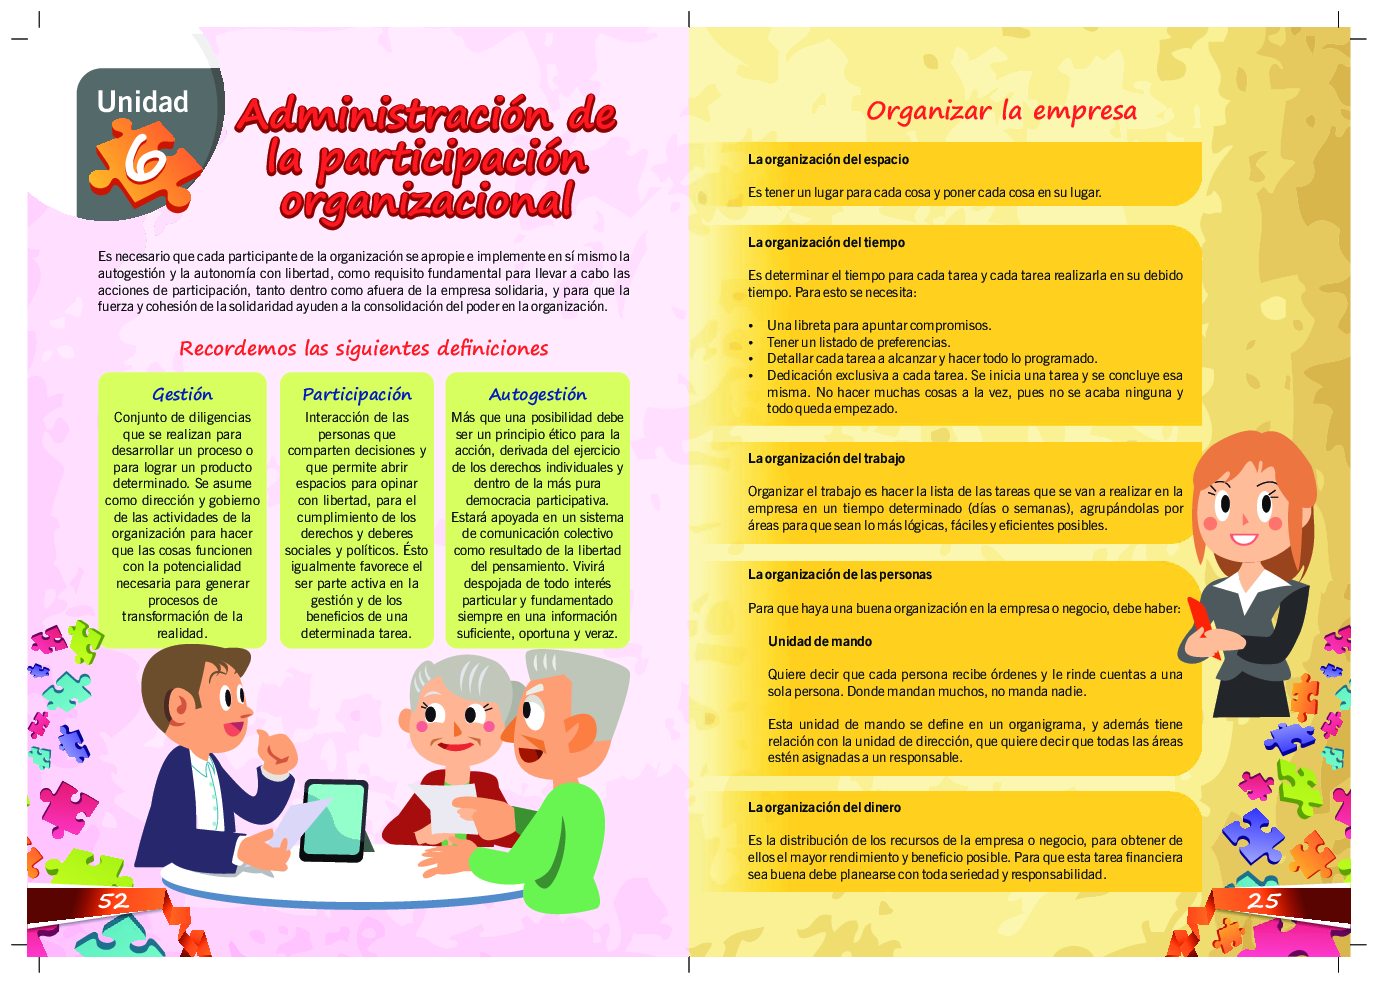 Unidad
6
Administración de
la participación
organizacional
Es necesario que cada participante de la organización se apropie e implemente en sí mismo la
autogestión y la autonomía con libertad, como requisito fundamental para llevar a cabo las
acciones de participación, tanto dentro como afuera de la empresa solidaria, y para que la
fuerza y cohesión de la solidaridad ayuden a la consolidación del poder en la organización.
Recordemos las siguientes definiciones
Gestión
Conjunto de diligencias
que se realizan para
desarrollar un proceso o
para lograr un producto
determinado. Se asume
como dirección y gobierno
de las actividades de la
organización para hacer
que las cosas funcionen
con la potencialidad
necesaria para generar
procesos de
transformación de la
realidad.
Participación
Interacción de las
personas que
comparten decisiones y
que permite abrir
espacios para opinar
con libertad, para el
cumplimiento de los
derechos y deberes
sociales y políticos. Ésto
igualmente favorece el
ser parte activa en la
gestión y de los
beneficios de una
determinada tarea.
Autogestión
Más que una posibilidad debe
ser un principio ético para la
acción, derivada del ejercicio
de los derechos individuales y
dentro de la más pura
democracia participativa.
Estará apoyada en un sistema
de comunicación colectivo
como resultado de la libertad
del pensamiento. Vivirá
despojada de todo interés
particular y fundamentado
siempre en una información
suficiente, oportuna y veraz.
52
Organizar la empresa
La organización del espacio
Es tener un lugar para cada cosa y poner cada cosa en su lugar.
La organización del tiempo
Es determinar el tiempo para cada tarea y cada tarea realizarla en su debido
tiempo. Para esto se necesita:
• Una libreta para apuntar compromisos.
• Tener un listado de preferencias.
• Detallar cada tarea a alcanzar y hacer todo lo programado.
• Dedicación exclusiva a cada tarea. Se inicia una tarea y se concluye esa
misma. No hacer muchas cosas a la vez, pues no se acaba ninguna y
todo queda empezado.
La organización del trabajo
Organizar el trabajo es hacer la lista de las tareas que se van a realizar en la
empresa en un tiempo determinado (días o semanas), agrupándolas por
áreas para que sean lo más lógicas, fáciles y eficientes posibles.
La organización de las personas
Para que haya una buena organización en la empresa o negocio, debe haber:
Unidad de mando
Quiere decir que cada persona recibe órdenes y le rinde cuentas a una
sola persona. Donde mandan muchos, no manda nadie.
Esta unidad de mando se define en un organigrama, y además tiene
relación con la unidad de dirección, que quiere decir que todas las áreas
estén asignadas a un responsable.
La organización del dinero
Es la distribución de los recursos de la empresa o negocio, para obtener de
ellos el mayor rendimiento y beneficio posible. Para que esta tarea financiera
sea buena debe planearse con toda seriedad y responsabilidad.
25